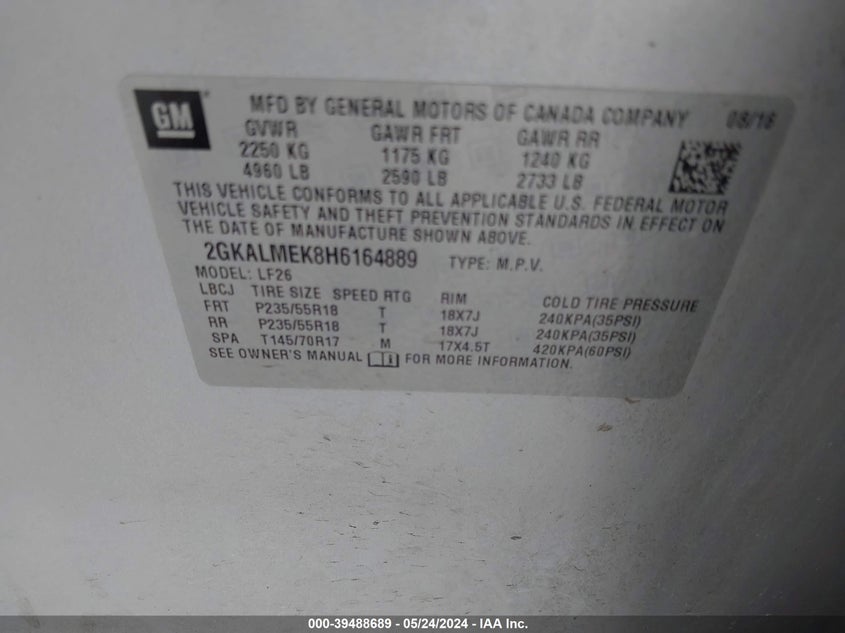 GM
MFD BY GENERAL MOTORS OF CANADA COMPANY 08/16
GVWR GAWR FRT GAWR RR
2250 KG 1175 KG 1240 KG
4960 LB 2590 LB 2733 LB
THIS VEHICLE CONFORMS TO ALL APPLICABLE U.S. FEDERAL MOTOR
VEHICLE SAFETY AND THEFT PREVENTION STANDARDS IN EFFECT ON
THE DATE OF MANUFACTURE SHOWN ABOVE.
2GKALMEK8H6164889 TYPE: M.P.V.
MODEL: LF26
LBCJ TIRE SIZE SPEED RTG RIM COLD TIRE PRESSURE
FRT P235/55R18 T 18X7J 240KPA(35PSI)
RR P235/55R18 T 18X7J 240KPA(35PSI)
SPA T145/70R17 M 17X4.5T 420KPA(60PSI)
SEE OWNER'S MANUAL FOR MORE INFORMATION.
000-39488689 - 05/24/2024 - IAA Inc.